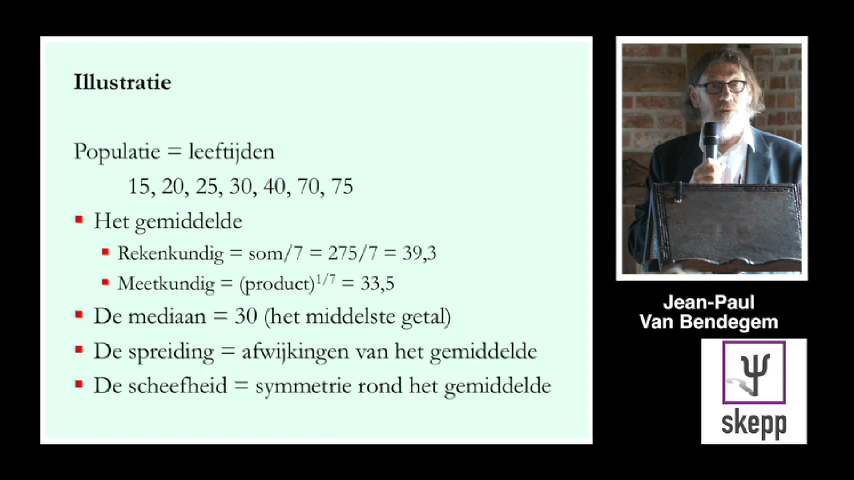 Illustratie
Populatie = leeftijden
15, 20, 25, 30, 40, 70, 75
Het gemiddelde
Rekenkundig = som/7 = 275/7 = 39,3
Meetkundig = (product)^1/7 = 33,5
De mediaan = 30 (het middelste getal)
De spreiding = afwijkingen van het gemiddelde
De scheefheid = symmetrie rond het gemiddelde
Jean-Paul
Van Bendegem
skepp